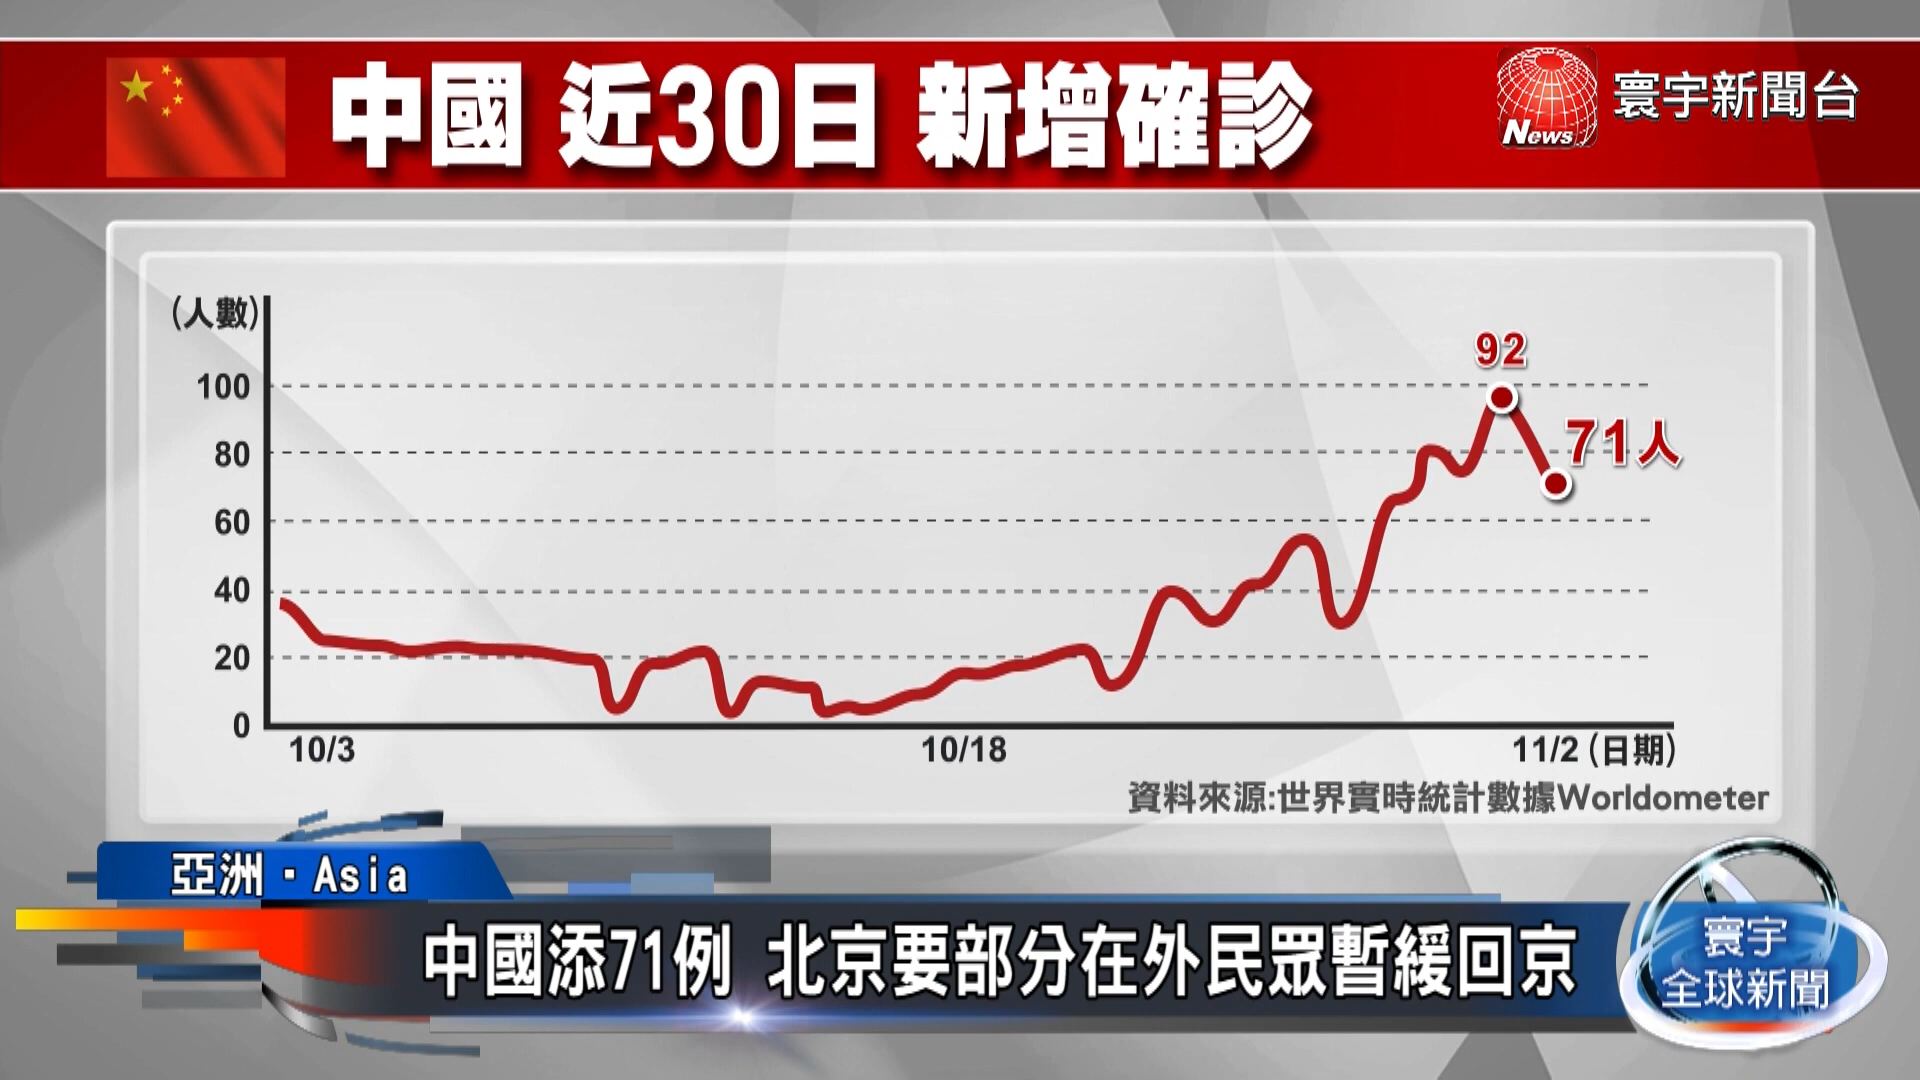 中國 近30日 新增確診
News
寰宇新聞台
(人數)
100
80
60
40
20
0
92
71人
10/3
10/18
11/2 (日期)
資料來源:世界實時統計數據Worldometer
亞洲·Asia
中國添71例 北京要部分在外民眾暫緩回京
寰宇
全球新聞